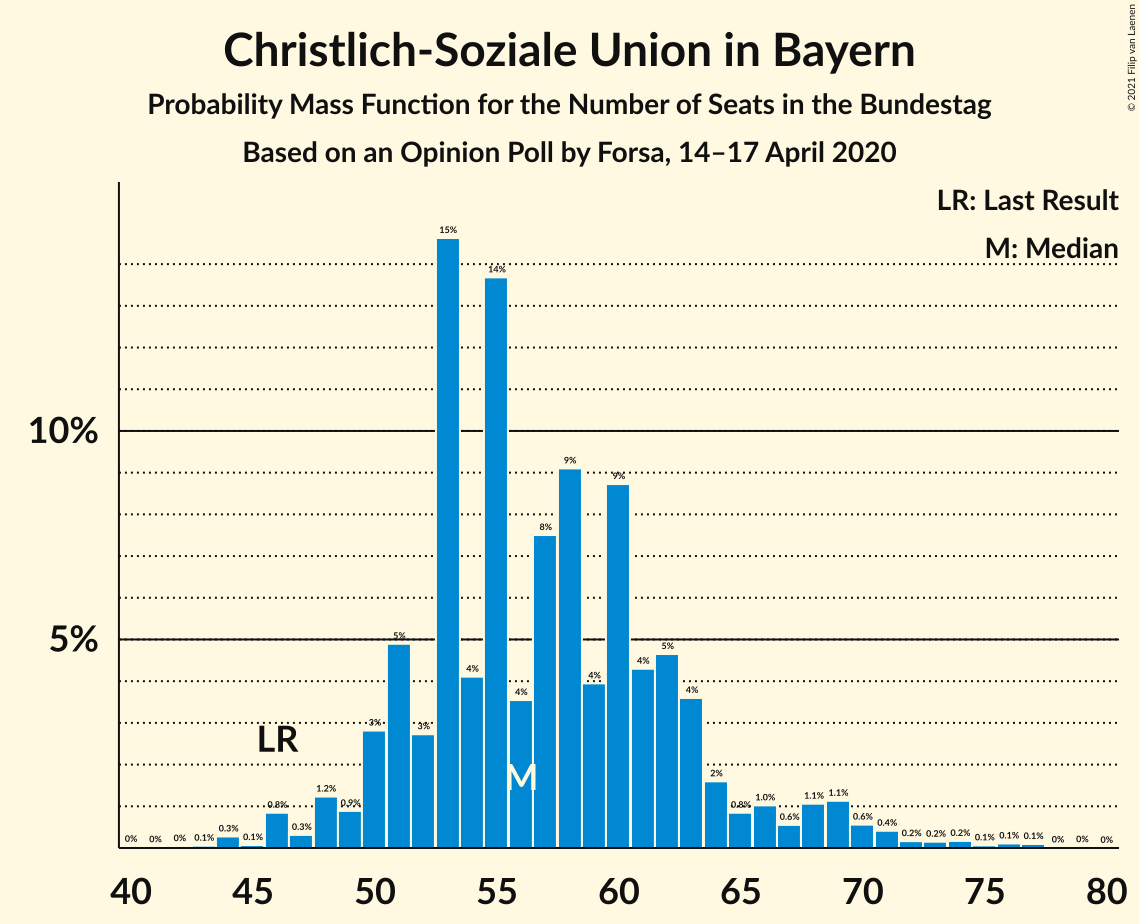 Christlich-Soziale Union in Bayern
Probability Mass Function for the Number of Seats in the Bundestag
Based on an Opinion Poll by Forsa, 14–17 April 2020
© 2021 Filip van Laenen
LR: Last Result
M: Median
10%
5%
0% 0% 0% 0.1% 0.3% 0.1% 0.8% 0.3% 1.2% 0.9% 3% 5% 3% 15% 4% 14% 4% 8% 9% 4% 9% 4% 5% 4% 2% 0.8% 1.0% 0.6% 1.1% 1.1% 0.6% 0.4% 0.2% 0.2% 0.2% 0.1% 0.1% 0.1% 0% 0% 0%
LR
M
40 45 50 55 60 65 70 75 80